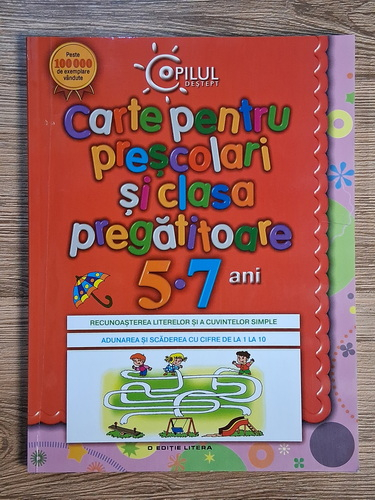 Peste
100 000
de exemplare
vândute
COPILUL
DEȘTEPT
Carte pentru
preșcolari
și clasa
pregătitoare
5·7 ani
RECUNOAȘTEREA LITERELOR ȘI A CUVINTELOR SIMPLE
ADUNAREA ȘI SCĂDEREA CU CIFRE DE LA 1 LA 10
O EDIȚIE LITERA